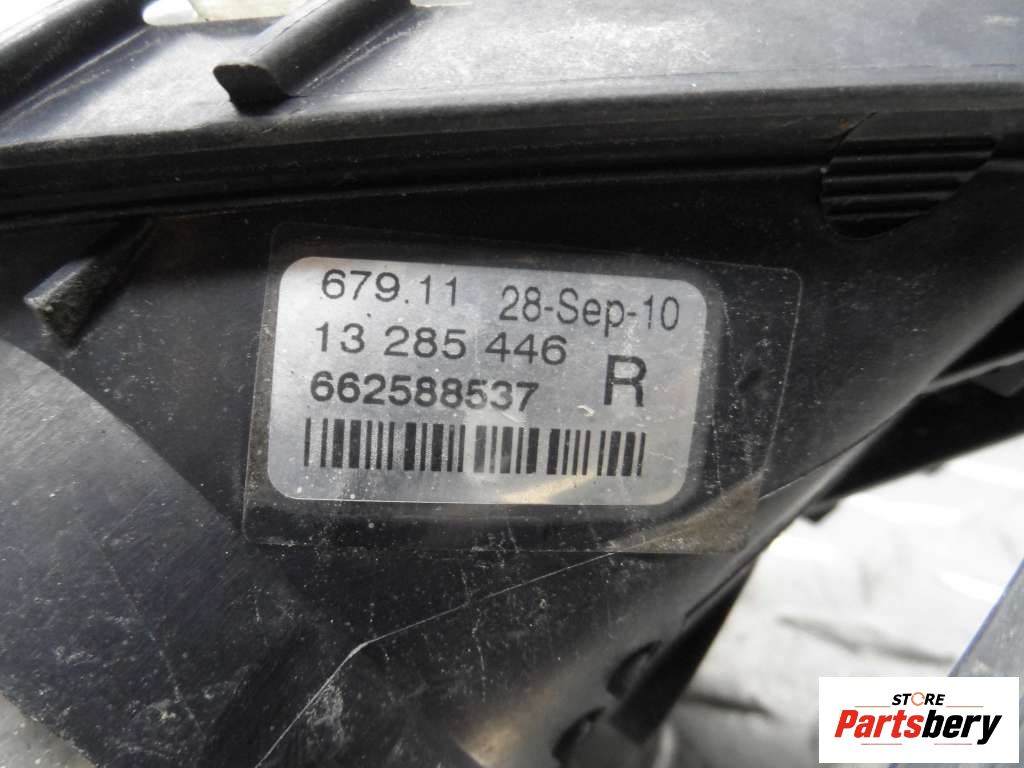 679.11 28-Sep-10
13 285 446 R
662588537
STORE
Partsbery